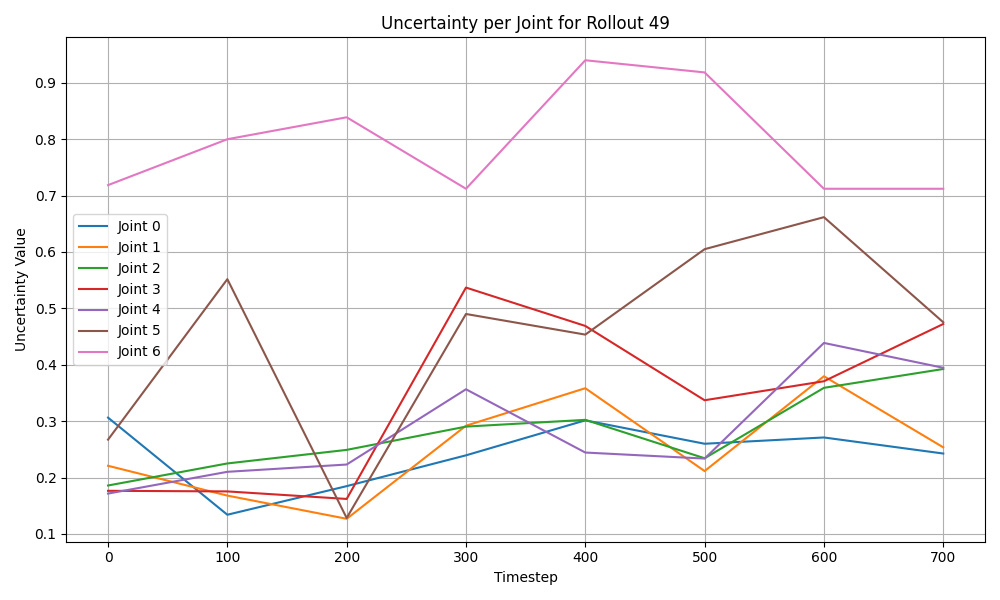 Uncertainty per Joint for Rollout 49
Uncertainty Value
0.9
0.8
0.7
0.6
0.5
0.4
0.3
0.2
0.1
Joint 0
Joint 1
Joint 2
Joint 3
Joint 4
Joint 5
Joint 6
0 100 200 300 400 500 600 700
Timestep